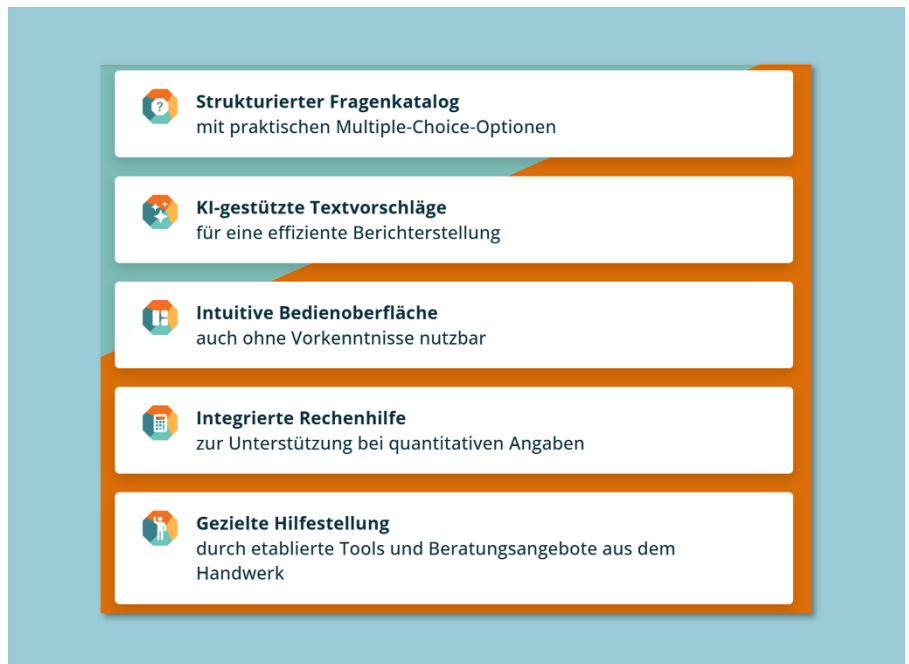 Strukturierter Fragenkatalog
mit praktischen Multiple-Choice-Optionen
KI-gestützte Textvorschläge
für eine effiziente Berichterstellung
Intuitive Bedienoberfläche
auch ohne Vorkenntnisse nutzbar
Integrierte Rechenhilfe
zur Unterstützung bei quantitativen Angaben
Gezielte Hilfestellung
durch etablierte Tools und Beratungsangebote aus dem
Handwerk